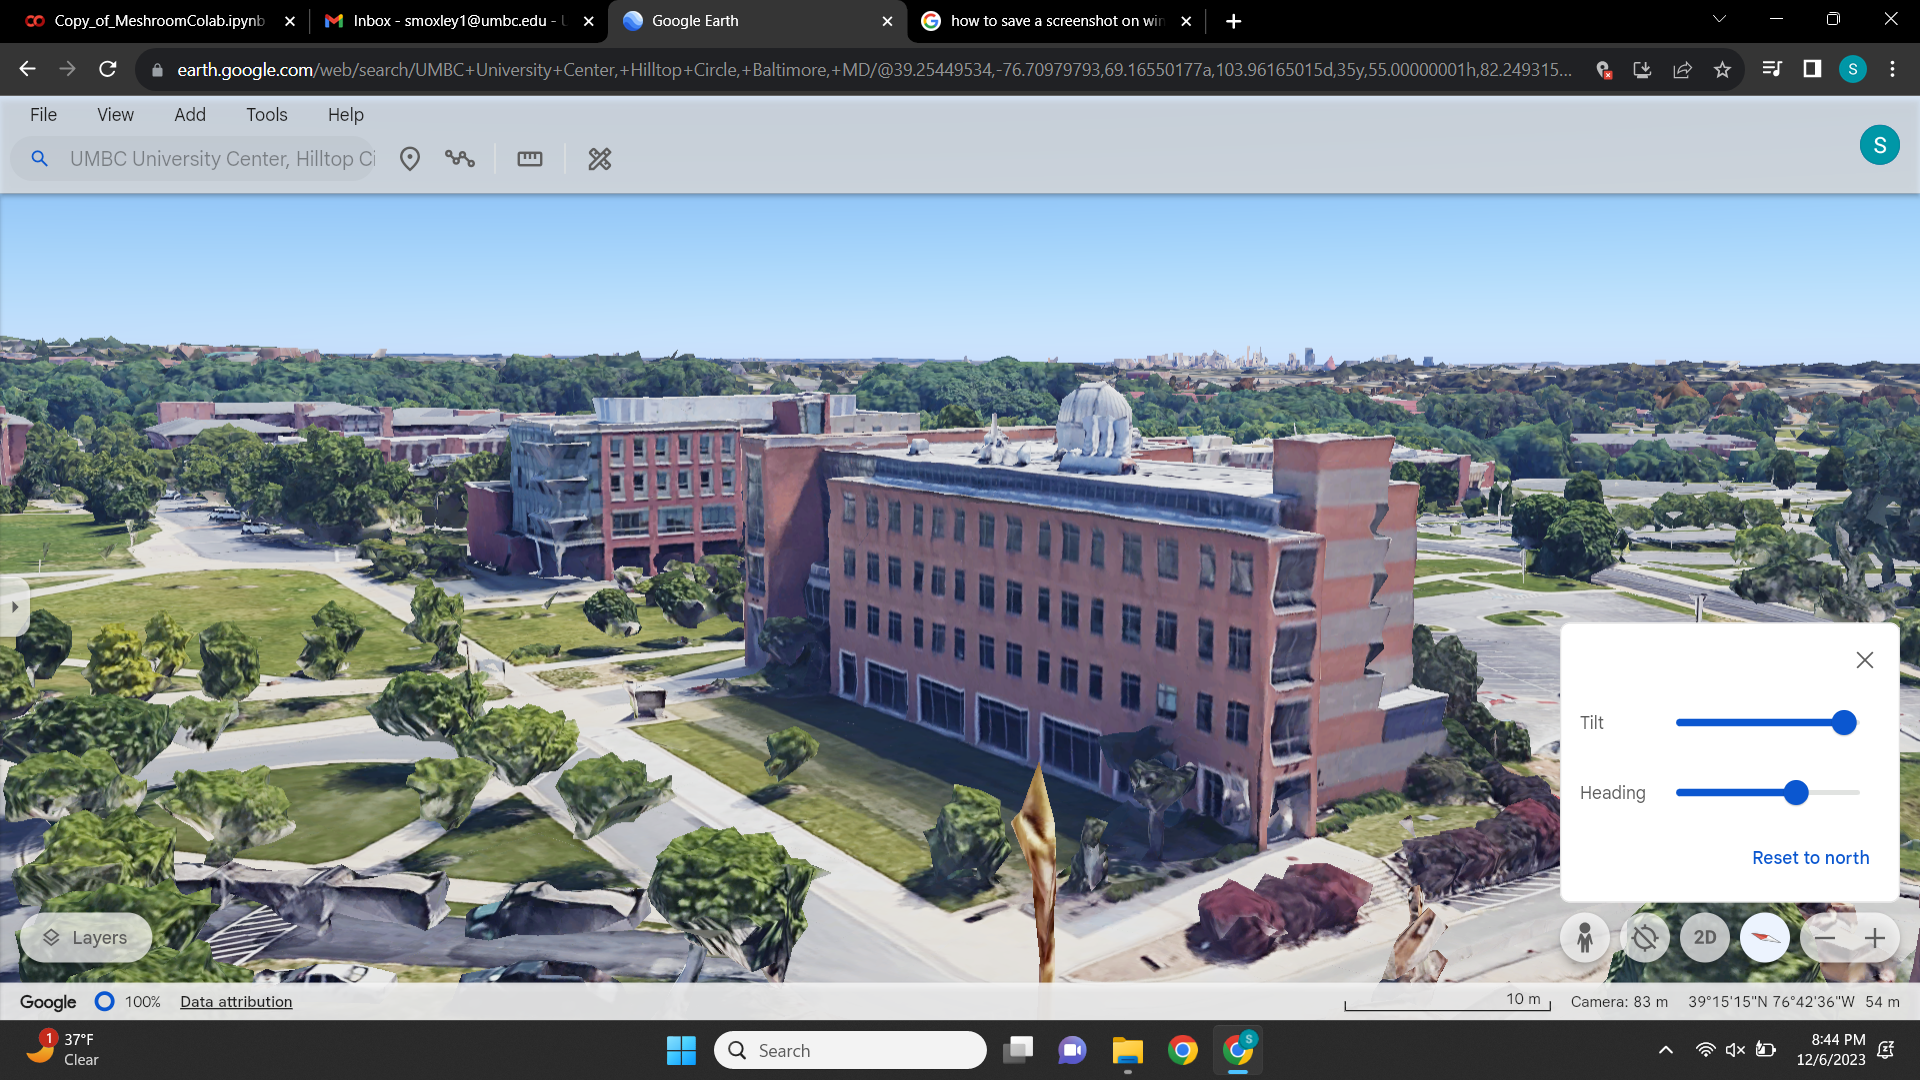 Copy_of_MeshroomColab.ipynb
Inbox - smoxley1@umbc.edu - U
Google Earth
how to save a screenshot on win
earth.google.com/web/search/UMBC+University+Center,+Hilltop+Circle,+Baltimore,+MD/@39.25449534,-76.70979793,69.16550177a,103.96165015d,35y,55.00000001h,82.249315...
S
File View Add Tools Help
UMBC University Center, Hilltop Ci
S
Tilt
Heading
Reset to north
Layers
2D
Google 100% Data attribution
10 m Camera: 83 m 39°15'15"N 76°42'36"W 54 m
1
37°F
Clear
Search
S
8:44 PM
12/6/2023